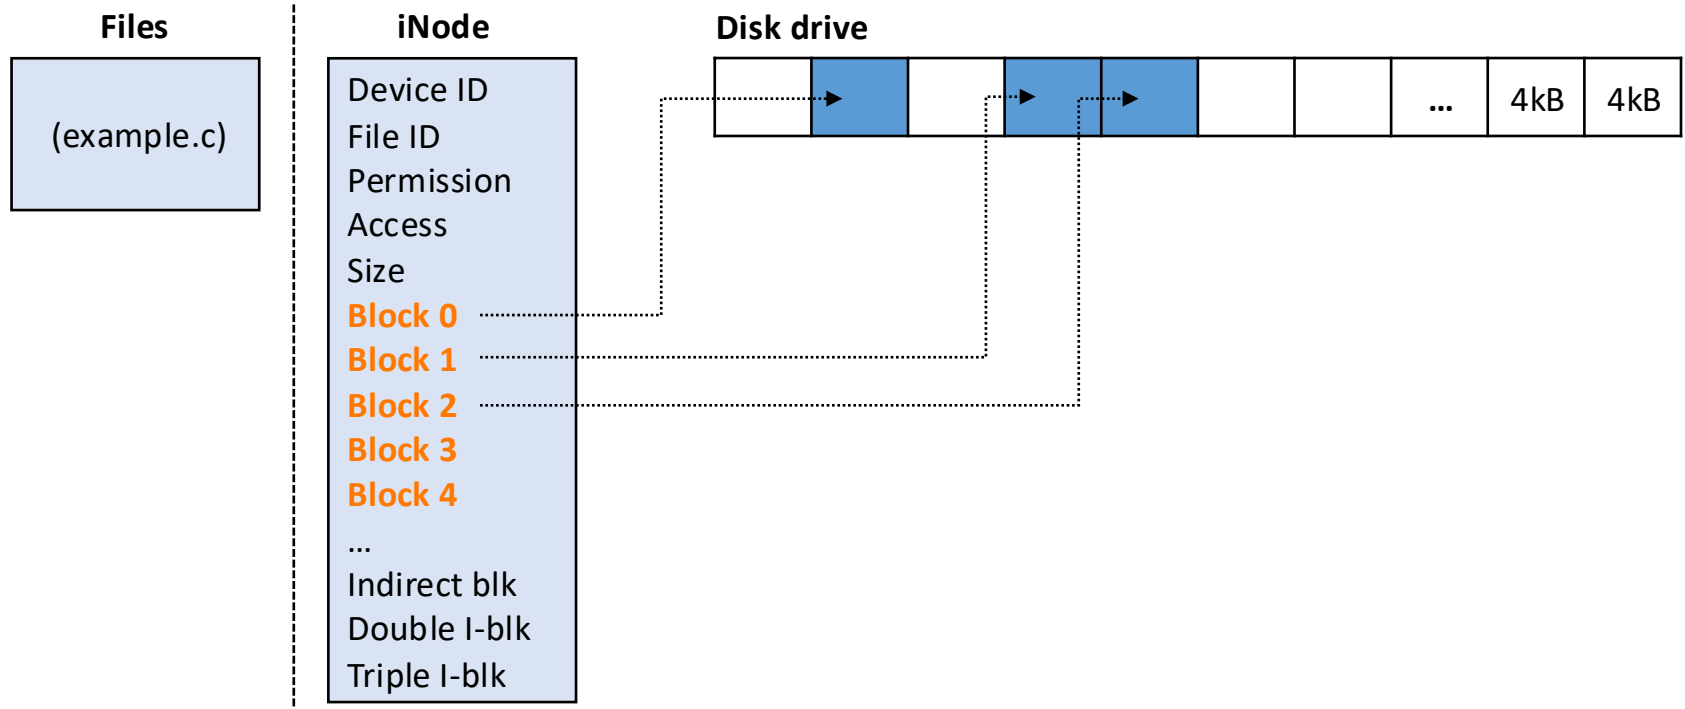 Files
(example.c)
iNode
Device ID
File ID
Permission
Access
Size
Block 0
Block 1
Block 2
Block 3
Block 4
...
Indirect blk
Double I-blk
Triple I-blk
Disk drive
... 4kB 4kB